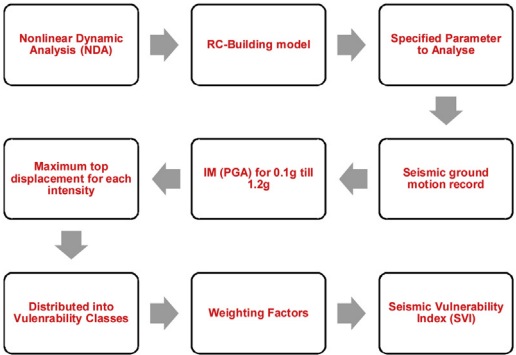 Nonlinear Dynamic
Analysis (NDA)
RC-Building model
Specified Parameter
to Analyse
Seismic ground
motion record
IM (PGA) for 0.1g till
1.2g
Maximum top
displacement for each
intensity
Distributed into
Vulenrability Classes
Weighting Factors
Seismic Vulnerability
Index (SVI)